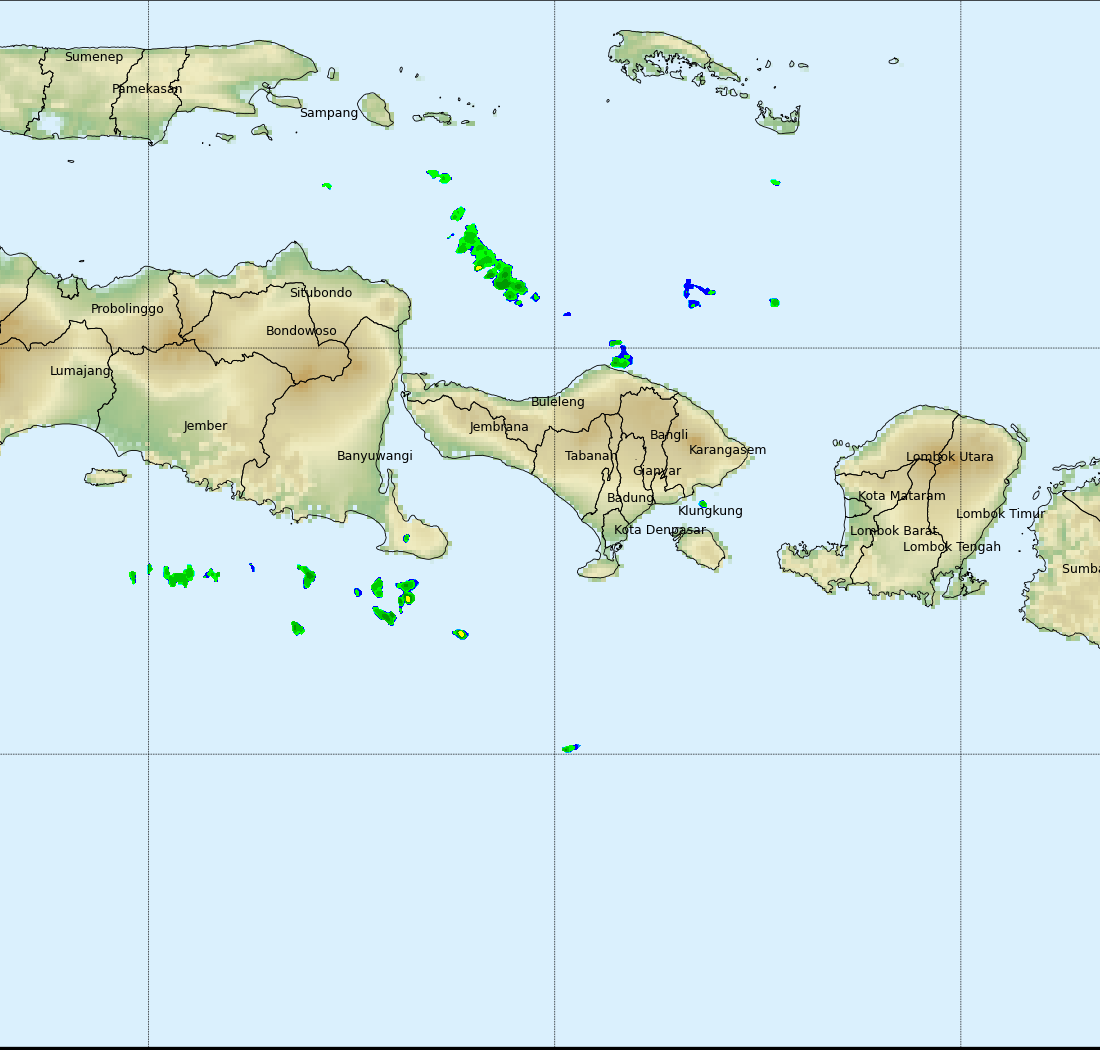 Sumenep
Pamekasan
Sampang
Situbondo
Probolinggo
Bondowoso
Lumajang
Buleleng
Jember
Jembrana
Bangli
Karangasem
Banyuwangi
Tabanan
Lombok Utara
Gianyar
Badung
Kota Mataram
Klungkung
Lombok Timur
Kota Denpasar
Lombok Barat
Lombok Tengah
Sumba